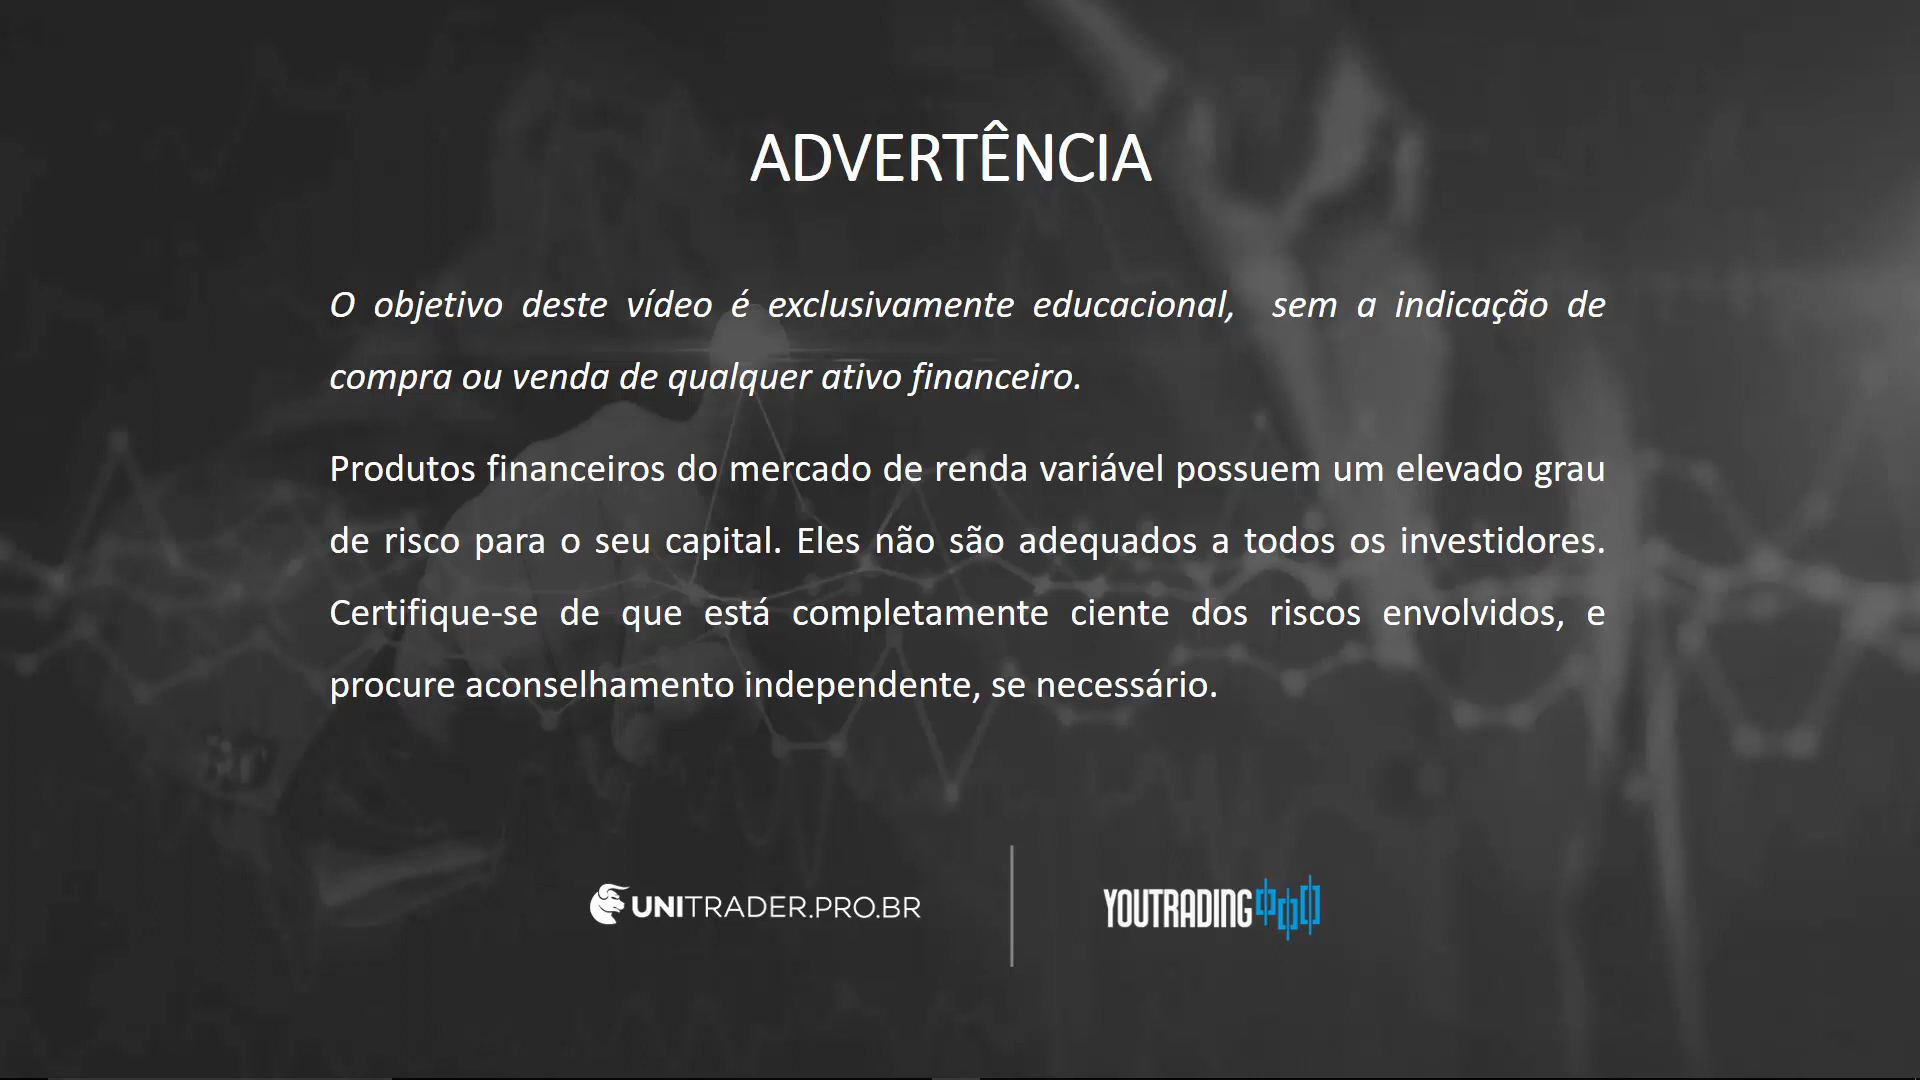 ADVERTÊNCIA
O objetivo deste vídeo é exclusivamente educacional, sem a indicação de
compra ou venda de qualquer ativo financeiro.
Produtos financeiros do mercado de renda variável possuem um elevado grau
de risco para o seu capital. Eles não são adequados a todos os investidores.
Certifique-se de que está completamente ciente dos riscos envolvidos, e
procure aconselhamento independente, se necessário.
UNITRADER.PRO.BR
YOUTRADING